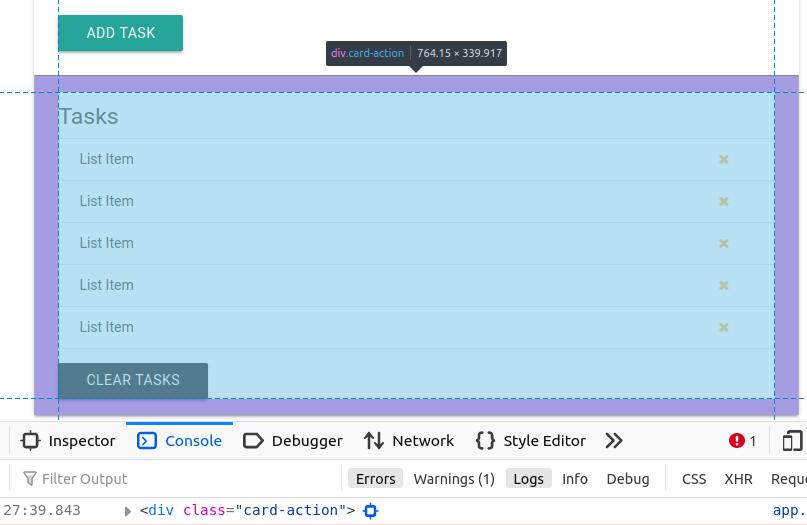 ADD TASK
div.card-action 764.15 × 339.917
Tasks
List Item
List Item
List Item
List Item
List Item
CLEAR TASKS
Inspector Console Debugger Network Style Editor 1
Filter Output Errors Warnings (1) Logs Info Debug CSS XHR Reque
27:39.843 <div class="card-action"> app.